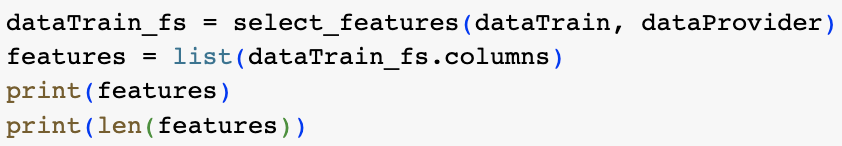 dataTrain_fs = select_features(dataTrain, dataProvider)
features = list(dataTrain_fs.columns)
print(features)
print(len(features))